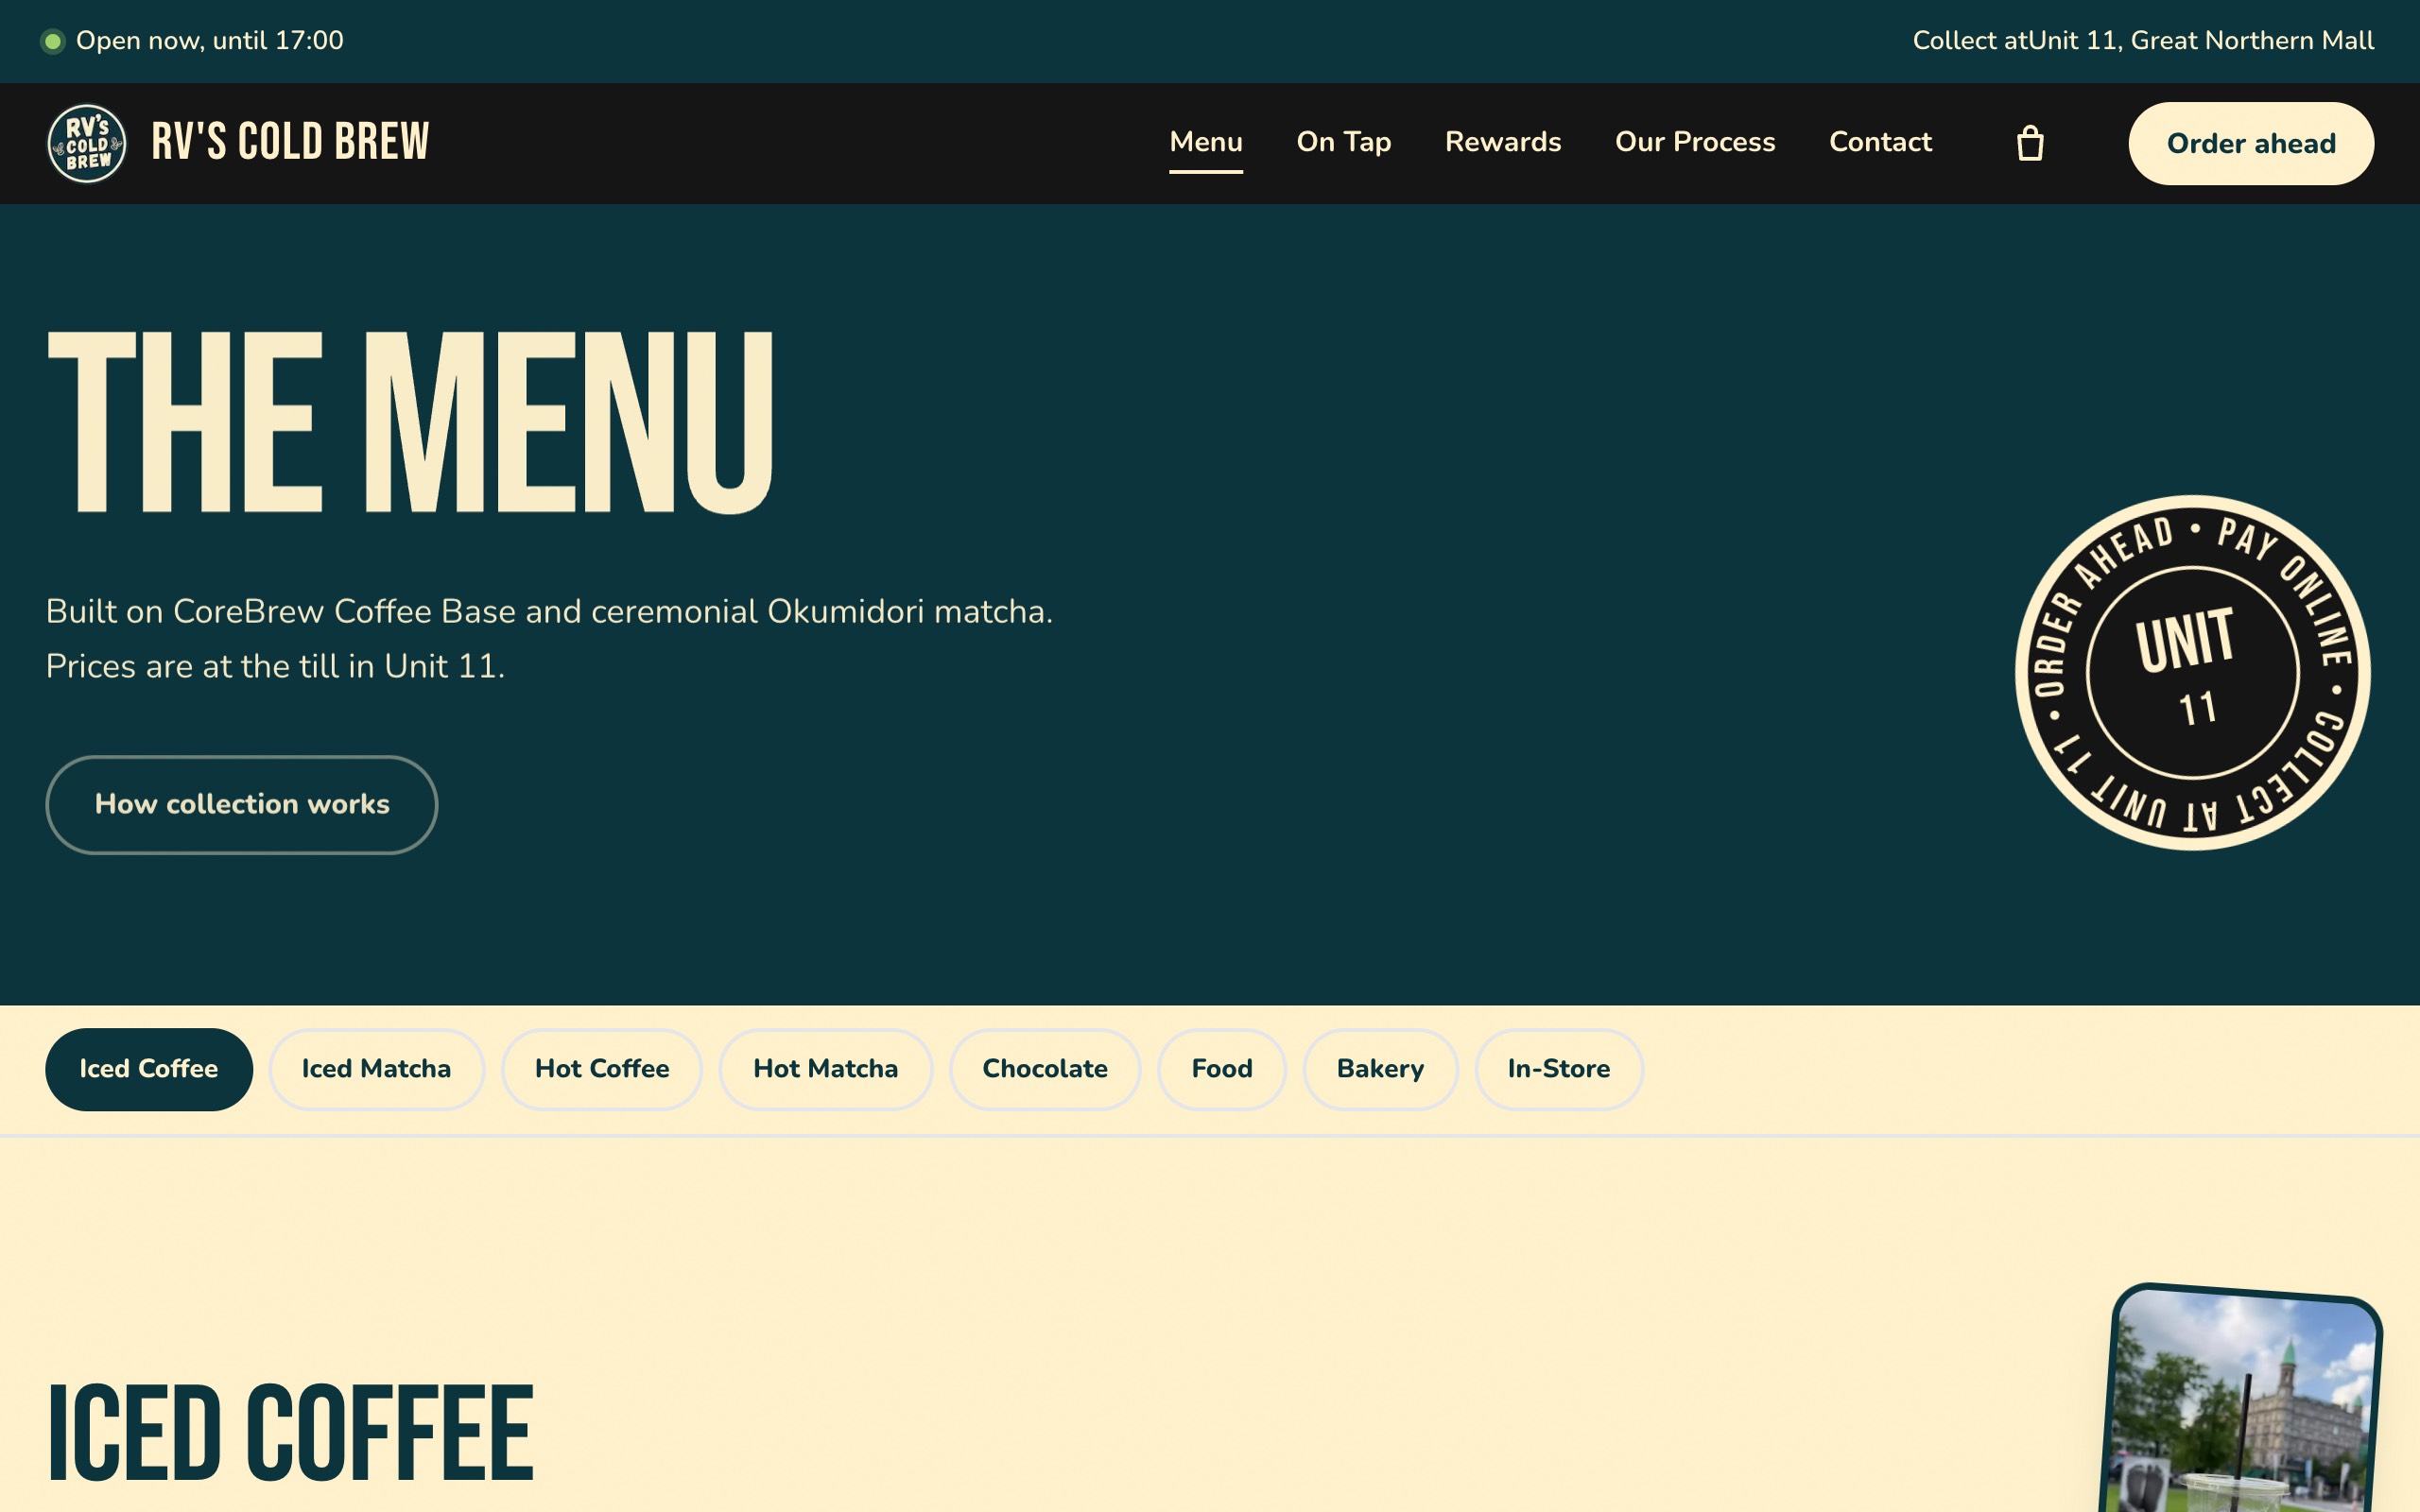 Open now, until 17:00
Collect atUnit 11, Great Northern Mall
RV's COLD BREW
RV'S COLD BREW
Menu
On Tap
Rewards
Our Process
Contact
Order ahead
THE MENU
Built on CoreBrew Coffee Base and ceremonial Okumidori matcha.
Prices are at the till in Unit 11.
ORDER AHEAD • PAY ONLINE • COLLECT AT UNIT 11 •
UNIT
11
How collection works
Iced Coffee
Iced Matcha
Hot Coffee
Hot Matcha
Chocolate
Food
Bakery
In-Store
ICED COFFEE